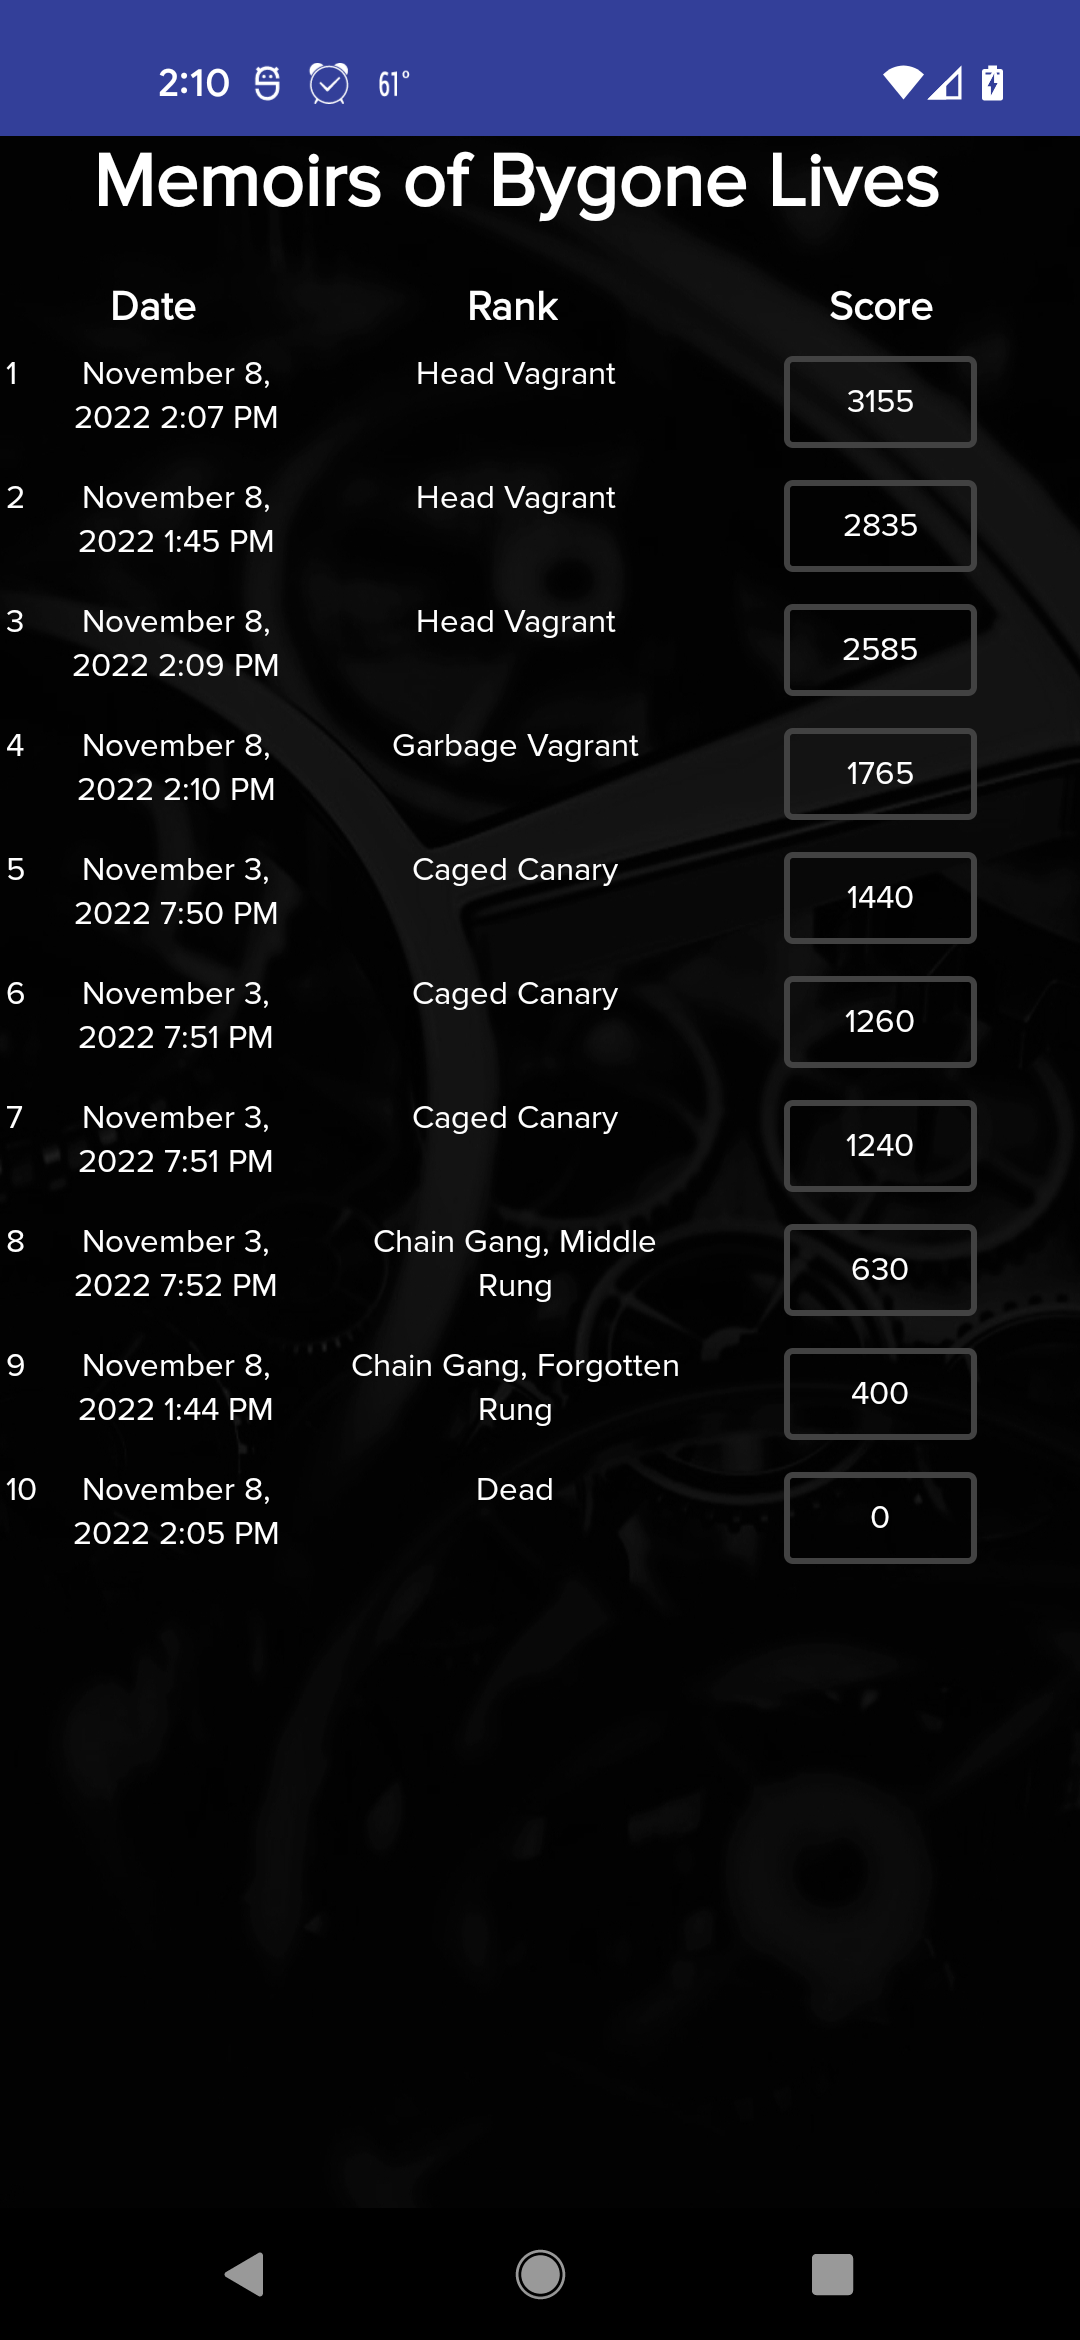 2:10 61°
Memoirs of Bygone Lives
Date Rank Score
1 November 8, Head Vagrant 3155
2022 2:07 PM
2 November 8, Head Vagrant 2835
2022 1:45 PM
3 November 8, Head Vagrant 2585
2022 2:09 PM
4 November 8, Garbage Vagrant 1765
2022 2:10 PM
5 November 3, Caged Canary 1440
2022 7:50 PM
6 November 3, Caged Canary 1260
2022 7:51 PM
7 November 3, Caged Canary 1240
2022 7:51 PM
8 November 3, Chain Gang, Middle 630
2022 7:52 PM Rung
9 November 8, Chain Gang, Forgotten 400
2022 1:44 PM Rung
10 November 8, Dead 0
2022 2:05 PM